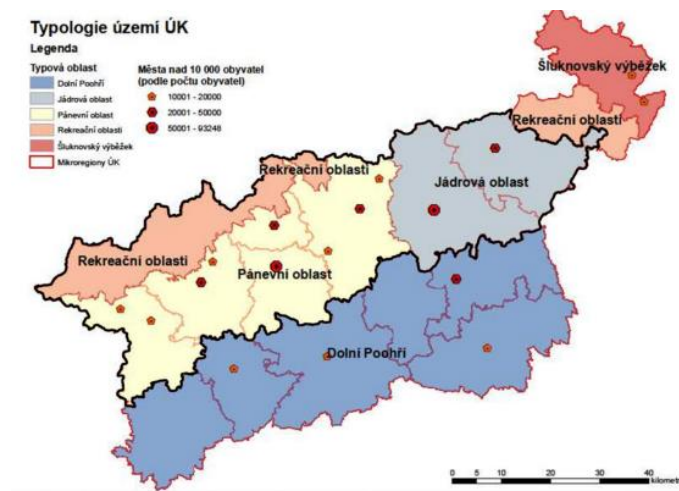 Typologie území ÚK
Legenda
Typová oblast
Dolní Poohří
Jádrová oblast
Pánevní oblast
Rekreační oblasti
Šluknovský výběžek
Mikroregiony ÚK
Města nad 10 000 obyvatel
(podle počtu obyvatel)
10001 - 20000
20001 - 50000
50001 - 93248
Šluknovský výběžek
Rekreační oblasti
Rekreační oblasti
Jádrová oblast
Rekreační oblasti
Pánevní oblast
Dolní Poohří
0 5 10 20 30 40
kilometr